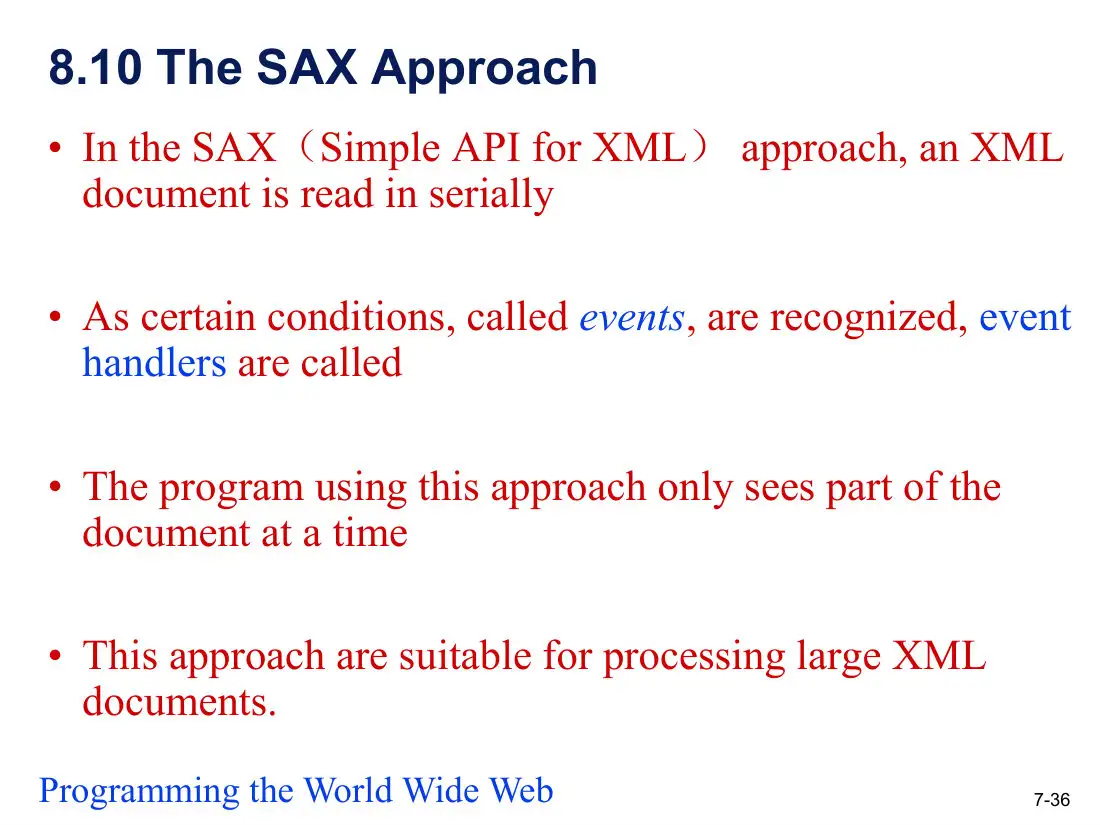 8.10 The SAX Approach
• In the SAX（Simple API for XML） approach, an XML
document is read in serially
• As certain conditions, called events, are recognized, event
handlers are called
• The program using this approach only sees part of the
document at a time
• This approach are suitable for processing large XML
documents.
Programming the World Wide Web
7-36